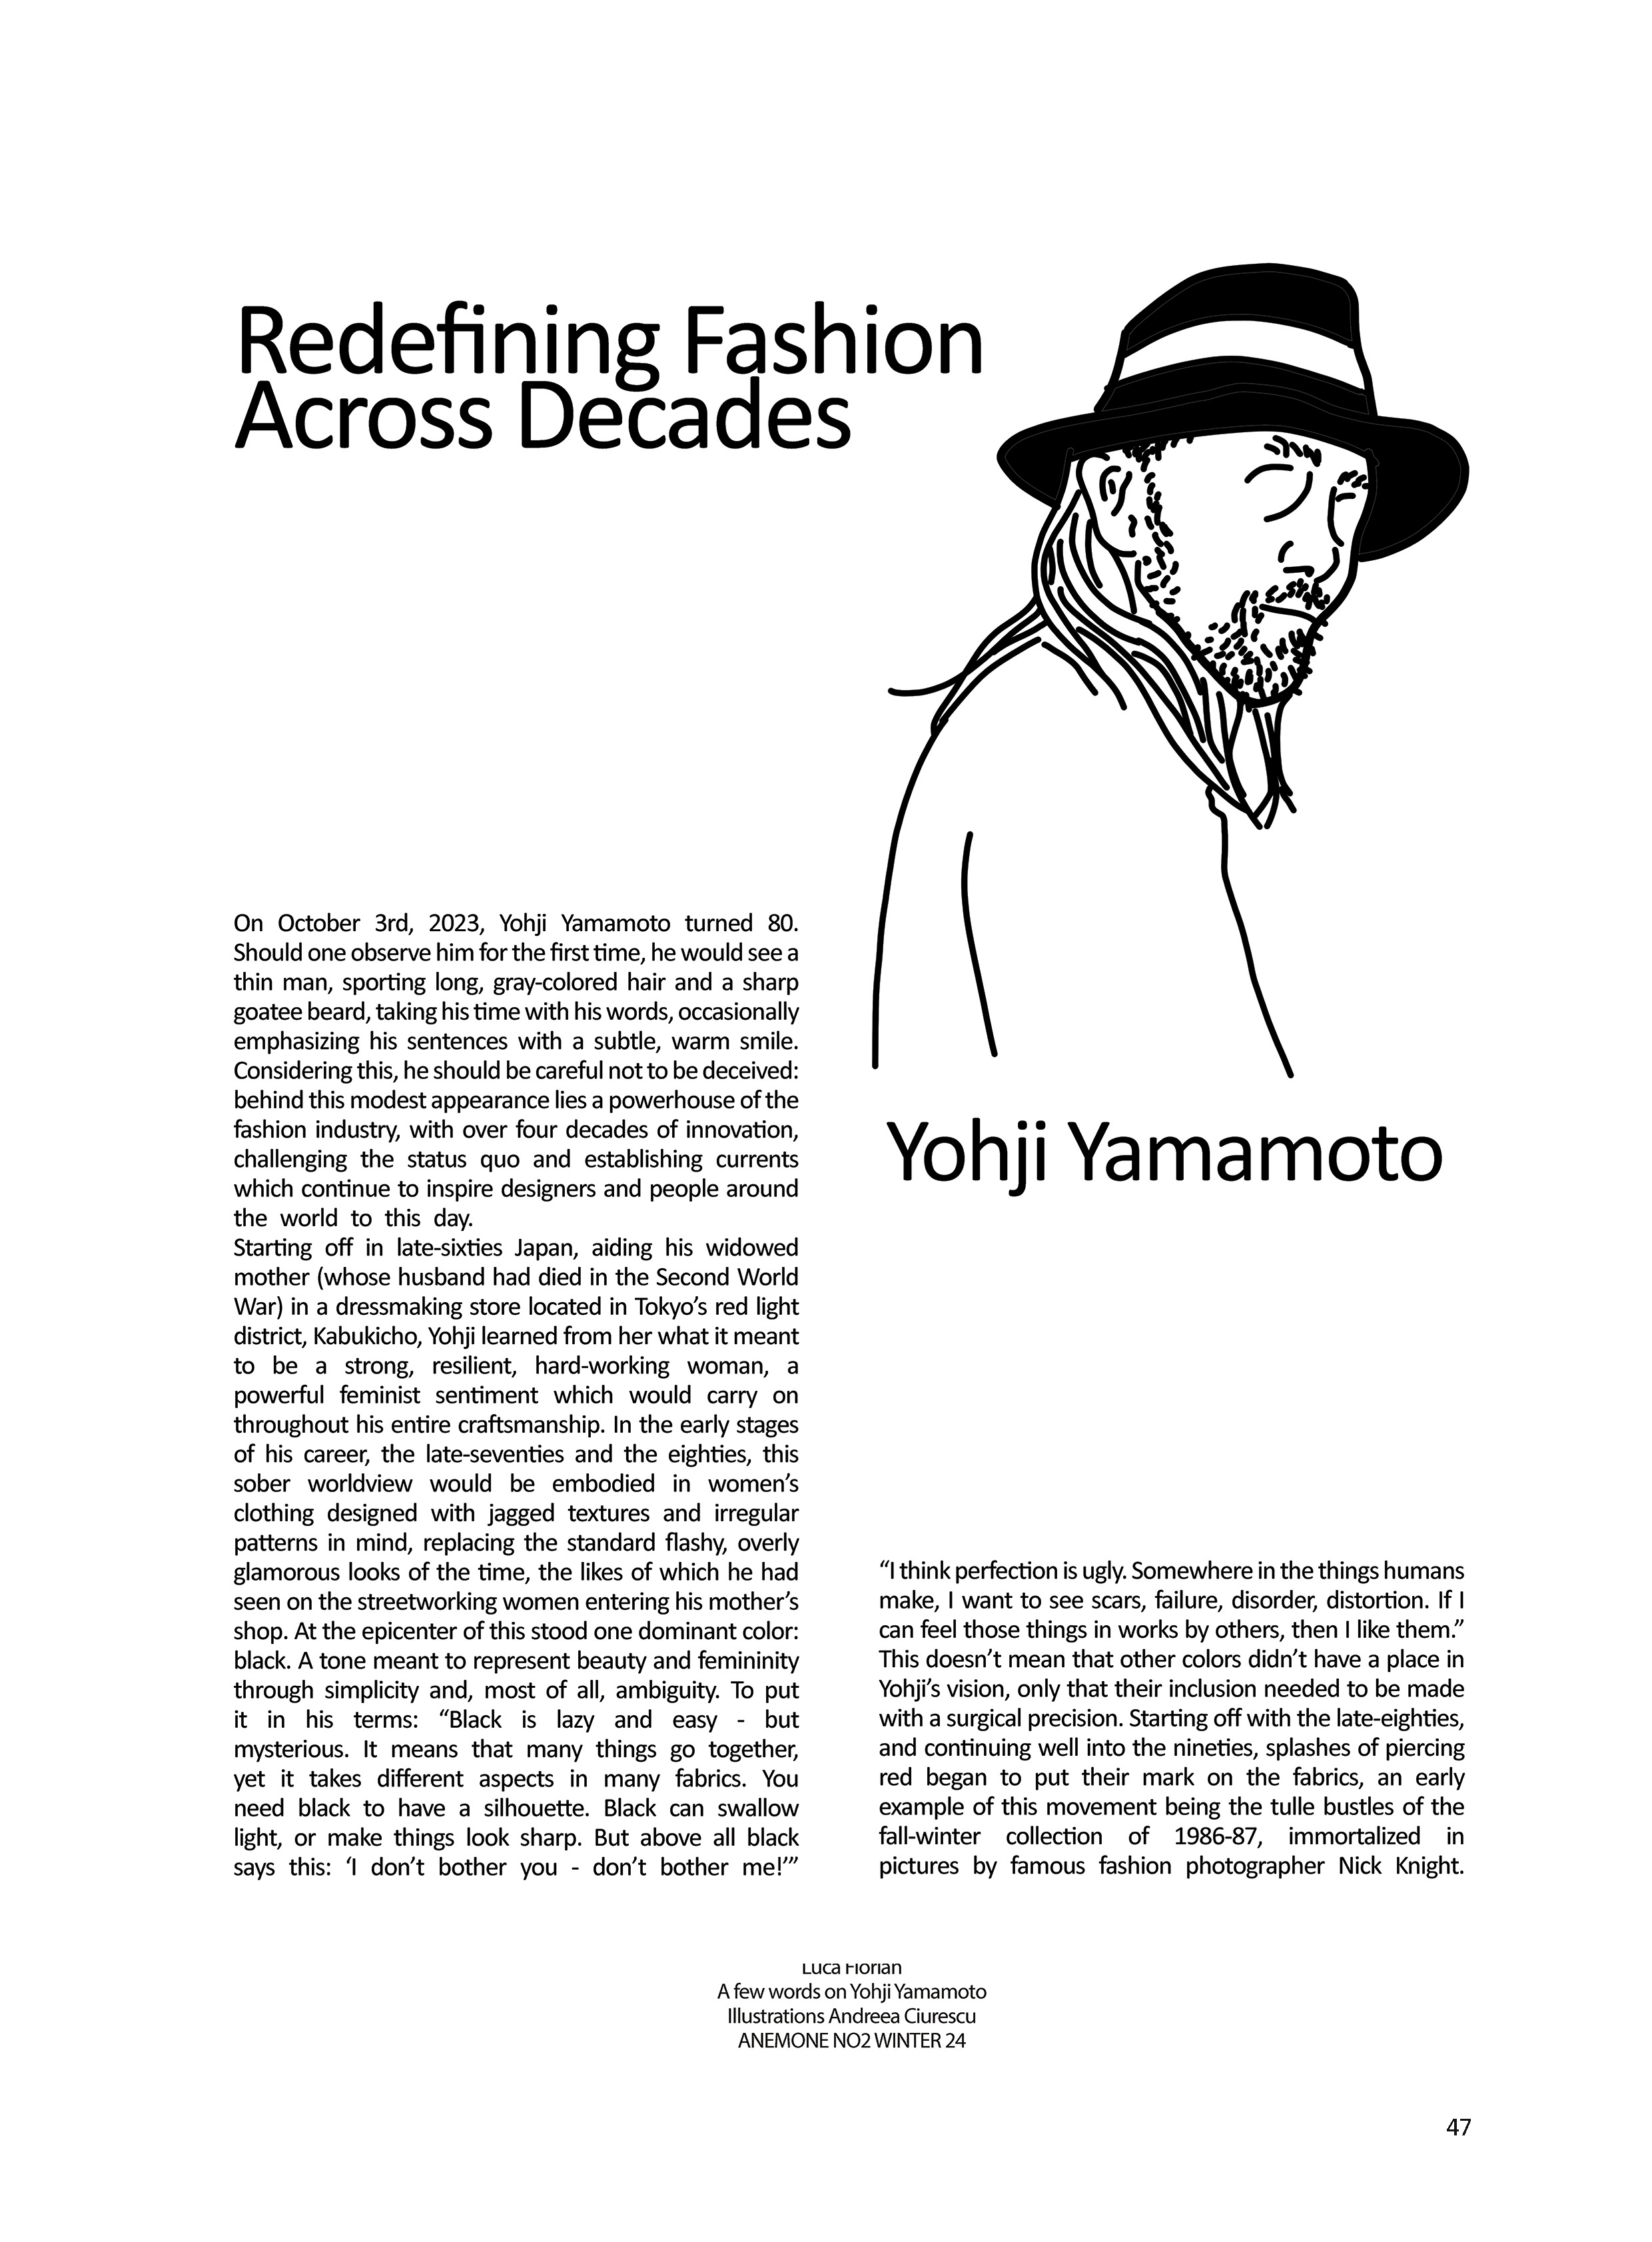 Redefining Fashion
Across Decades
On October 3rd, 2023, Yohji Yamamoto turned 80.
Should one observe him for the first time, he would see a
thin man, sporting long, gray-colored hair and a sharp
goatee beard, taking his time with his words, occasionally
emphasizing his sentences with a subtle, warm smile.
Considering this, he should be careful not to be deceived:
behind this modest appearance lies a powerhouse of the
fashion industry, with over four decades of innovation,
challenging the status quo and establishing currents
which continue to inspire designers and people around
the world to this day.
Starting off in late-sixties Japan, aiding his widowed
mother (whose husband had died in the Second World
War) in a dressmaking store located in Tokyo’s red light
district, Kabukicho, Yohji learned from her what it meant
to be a strong, resilient, hard-working woman, a
powerful feminist sentiment which would carry on
throughout his entire craftsmanship. In the early stages
of his career, the late-seventies and the eighties, this
sober worldview would be embodied in women’s
clothing designed with jagged textures and irregular
patterns in mind, replacing the standard flashy, overly
glamorous looks of the time, the likes of which he had
seen on the streetworking women entering his mother’s
shop. At the epicenter of this stood one dominant color:
black. A tone meant to represent beauty and femininity
through simplicity and, most of all, ambiguity. To put
it in his terms: “Black is lazy and easy - but
mysterious. It means that many things go together,
yet it takes different aspects in many fabrics. You
need black to have a silhouette. Black can swallow
light, or make things look sharp. But above all black
says this: ‘I don’t bother you - don’t bother me!’”
Yohji Yamamoto
“I think perfection is ugly. Somewhere in the things humans
make, I want to see scars, failure, disorder, distortion. If I
can feel those things in works by others, then I like them.”
This doesn’t mean that other colors didn’t have a place in
Yohji’s vision, only that their inclusion needed to be made
with a surgical precision. Starting off with the late-eighties,
and continuing well into the nineties, splashes of piercing
red began to put their mark on the fabrics, an early
example of this movement being the tulle bustles of the
fall-winter collection of 1986-87, immortalized in
pictures by famous fashion photographer Nick Knight.
Luca Florian
A few words on Yohji Yamamoto
Illustrations Andreea Ciurescu
ANEMONE NO2 WINTER 24
47